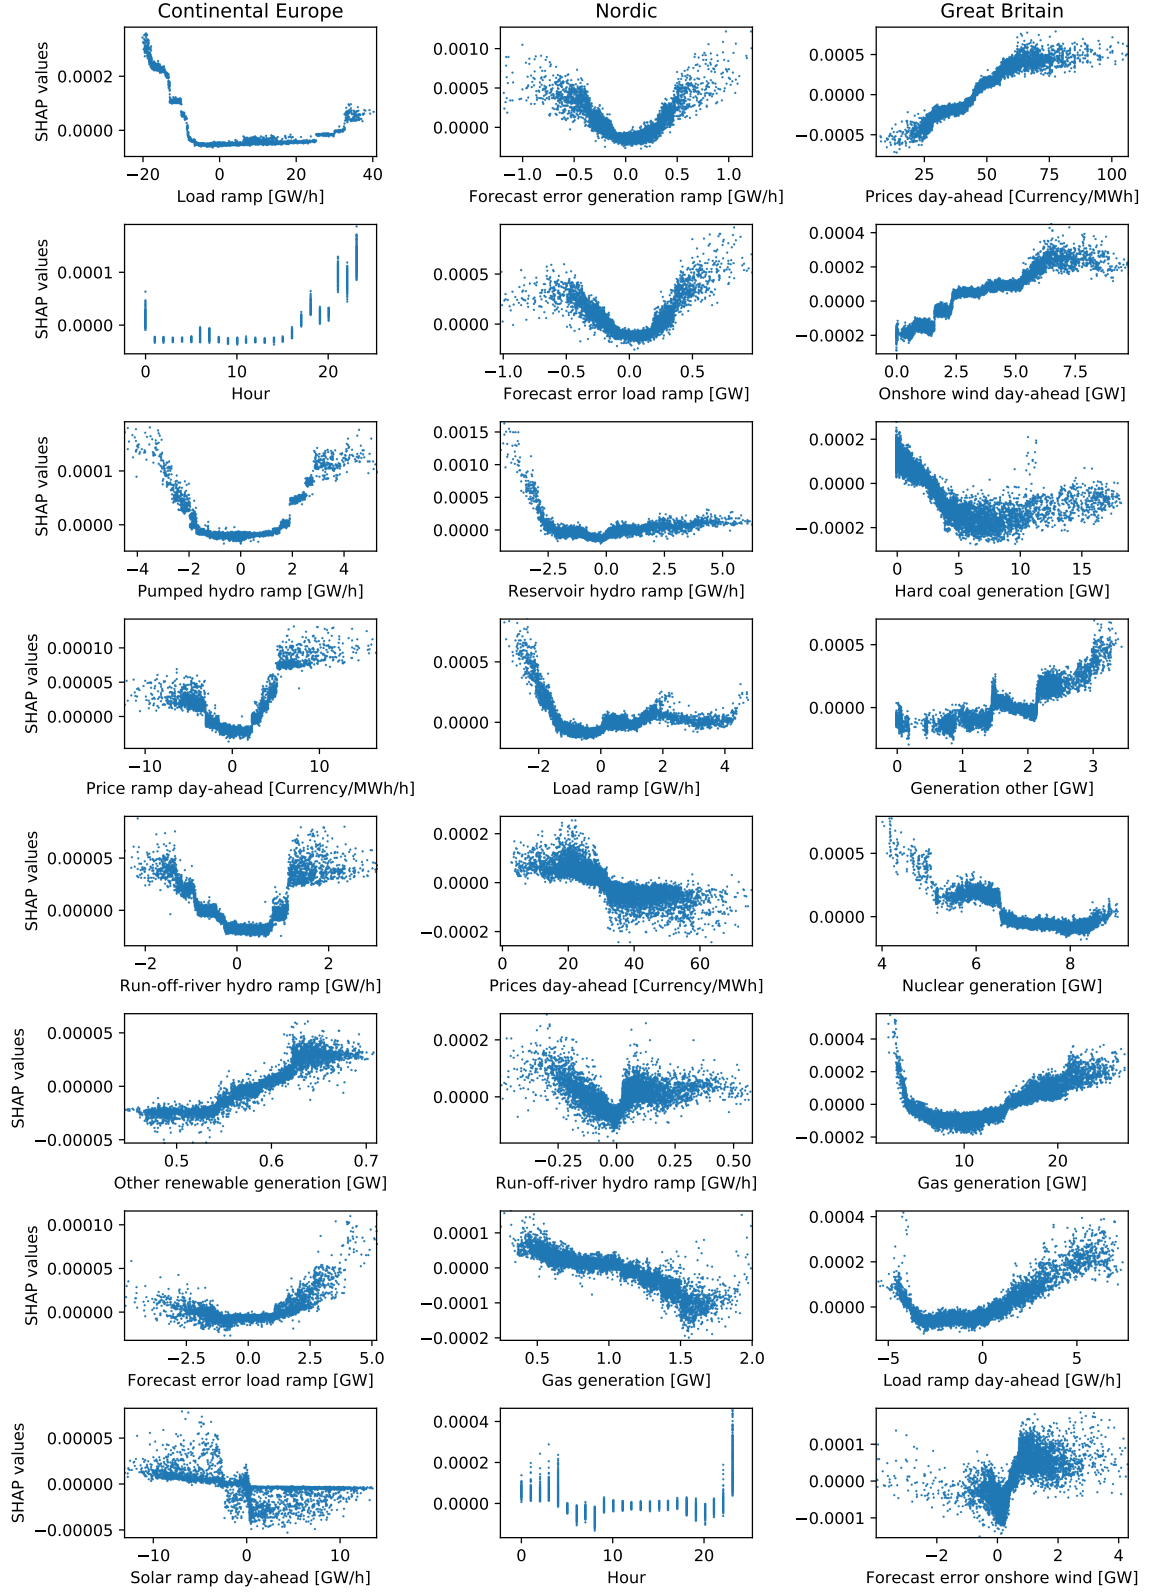 Continental Europe Nordic Great Britain
SHAP values
0.0002
0.0000
−20 0 20 40
Load ramp [GW/h]
0.0010
0.0005
0.0000
−1.0 −0.5 0.0 0.5 1.0
Forecast error generation ramp [GW/h]
0.0005
0.0000
−0.0005
25 50 75 100
Prices day-ahead [Currency/MWh]
SHAP values
0.0001
0.0000
0 10 20
Hour
0.0005
0.0000
−1.0 −0.5 0.0 0.5
Forecast error load ramp [GW]
0.0004
0.0002
0.0000
−0.0002
0.0 2.5 5.0 7.5
Onshore wind day-ahead [GW]
SHAP values
0.0001
0.0000
−4 −2 0 2 4
Pumped hydro ramp [GW/h]
0.0015
0.0010
0.0005
0.0000
−2.5 0.0 2.5 5.0
Reservoir hydro ramp [GW/h]
0.0002
0.0000
−0.0002
0 5 10 15
Hard coal generation [GW]
SHAP values
0.00010
0.00005
0.00000
−10 0 10
Price ramp day-ahead [Currency/MWh/h]
0.0005
0.0000
−2 0 2 4
Load ramp [GW/h]
0.0005
0.0000
0 1 2 3
Generation other [GW]
SHAP values
0.00005
0.00000
−2 0 2
Run-off-river hydro ramp [GW/h]
0.0002
0.0000
−0.0002
0 20 40 60
Prices day-ahead [Currency/MWh]
0.0005
0.0000
4 6 8
Nuclear generation [GW]
SHAP values
0.00005
0.00000
−0.00005
0.5 0.6 0.7
Other renewable generation [GW]
0.0002
0.0000
−0.25 0.00 0.25 0.50
Run-off-river hydro ramp [GW/h]
0.0004
0.0002
0.0000
−0.0002
10 20
Gas generation [GW]
SHAP values
0.00010
0.00005
0.00000
−2.5 0.0 2.5 5.0
Forecast error load ramp [GW]
0.0001
0.0000
−0.0001
−0.0002
0.5 1.0 1.5 2.0
Gas generation [GW]
0.0004
0.0002
0.0000
−5 0 5
Load ramp day-ahead [GW/h]
SHAP values
0.00005
0.00000
−0.00005
−10 0 10
Solar ramp day-ahead [GW/h]
0.0004
0.0002
0.0000
0 10 20
Hour
0.0001
0.0000
−0.0001
−2 0 2 4
Forecast error onshore wind [GW]